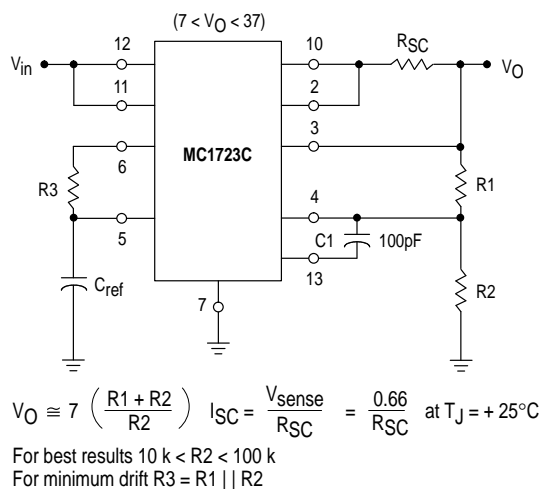 (7 < VO < 37)
12
10
RSC
Vin
VO
11
2
3
6
MC1723C
R3
R1
4
5
C1
100pF
13
Cref
7
R2
VO ≅ 7 (R1 + R2 / R2) ISC = Vsense / RSC = 0.66 / RSC at TJ = + 25°C
For best results 10 k < R2 < 100 k
For minimum drift R3 = R1 | | R2